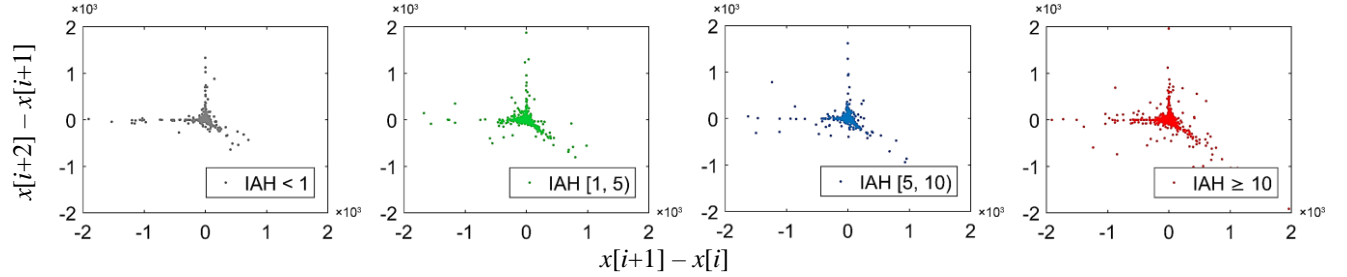 ×10³ ×10³ ×10³ ×10³
x[i+2] – x[i+1]
2 2 2 2
1 1 1 1
0 0 0 0
-1 -1 -1 -1
IAH < 1 IAH [1, 5) IAH [5, 10) IAH ≥ 10
-2 -2 -2 -2
×10³ ×10³ ×10³ ×10³
-2 -1 0 1 2 -2 -1 0 1 2 -2 -1 0 1 2 -2 -1 0 1 2
x[i+1] – x[i]